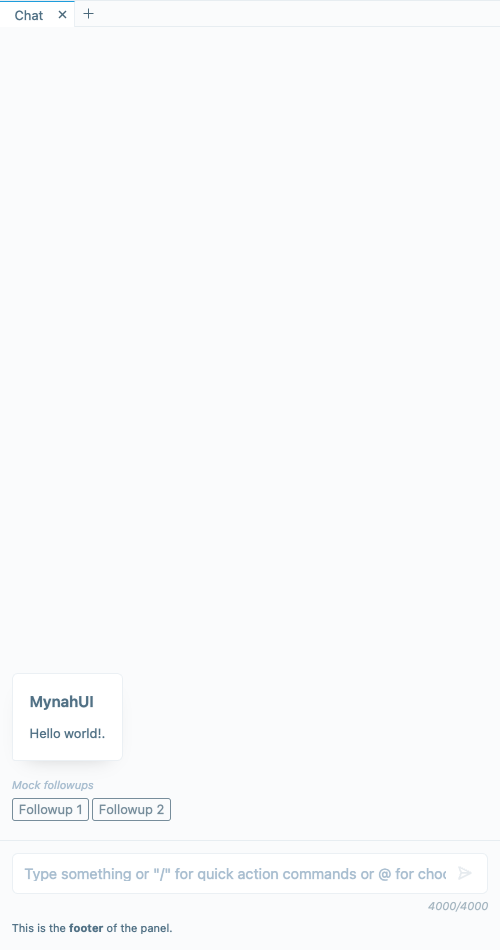 Chat
MynahUI
Hello world!.
Mock followups
Followup 1 Followup 2
Type something or "/" for quick action commands or @ for
4000/4000
This is the footer of the panel.